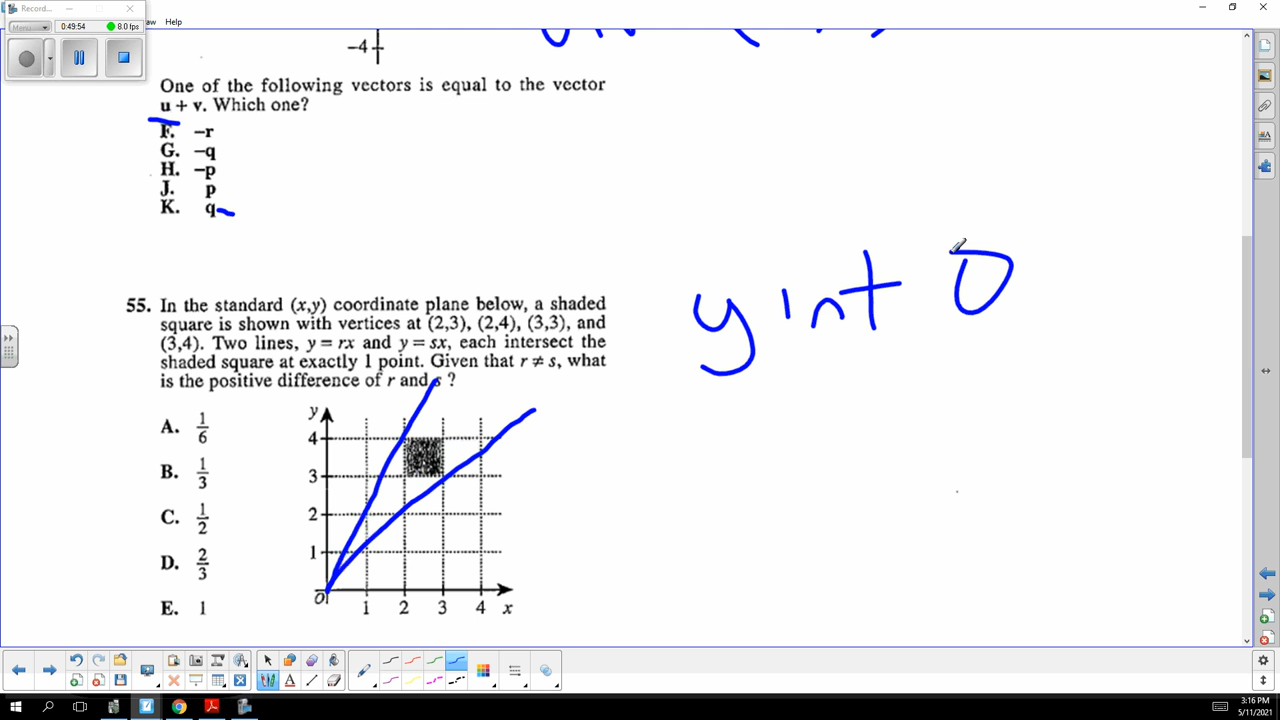 Record...
Menu
0:49:54
8.0 fps
aw Help
-4
One of the following vectors is equal to the vector
u + v. Which one?
F. -r
G. -q
H. -p
J. p
K. q
y int 0
55. In the standard (x,y) coordinate plane below, a shaded
square is shown with vertices at (2,3), (2,4), (3,3), and
(3,4). Two lines, y = rx and y = sx, each intersect the
shaded square at exactly 1 point. Given that r ≠ s, what
is the positive difference of r and s ?
A. 1/6
B. 1/3
C. 1/2
D. 2/3
E. 1
y
4
3
2
1
O 1 2 3 4 x
3:16 PM
5/11/2021